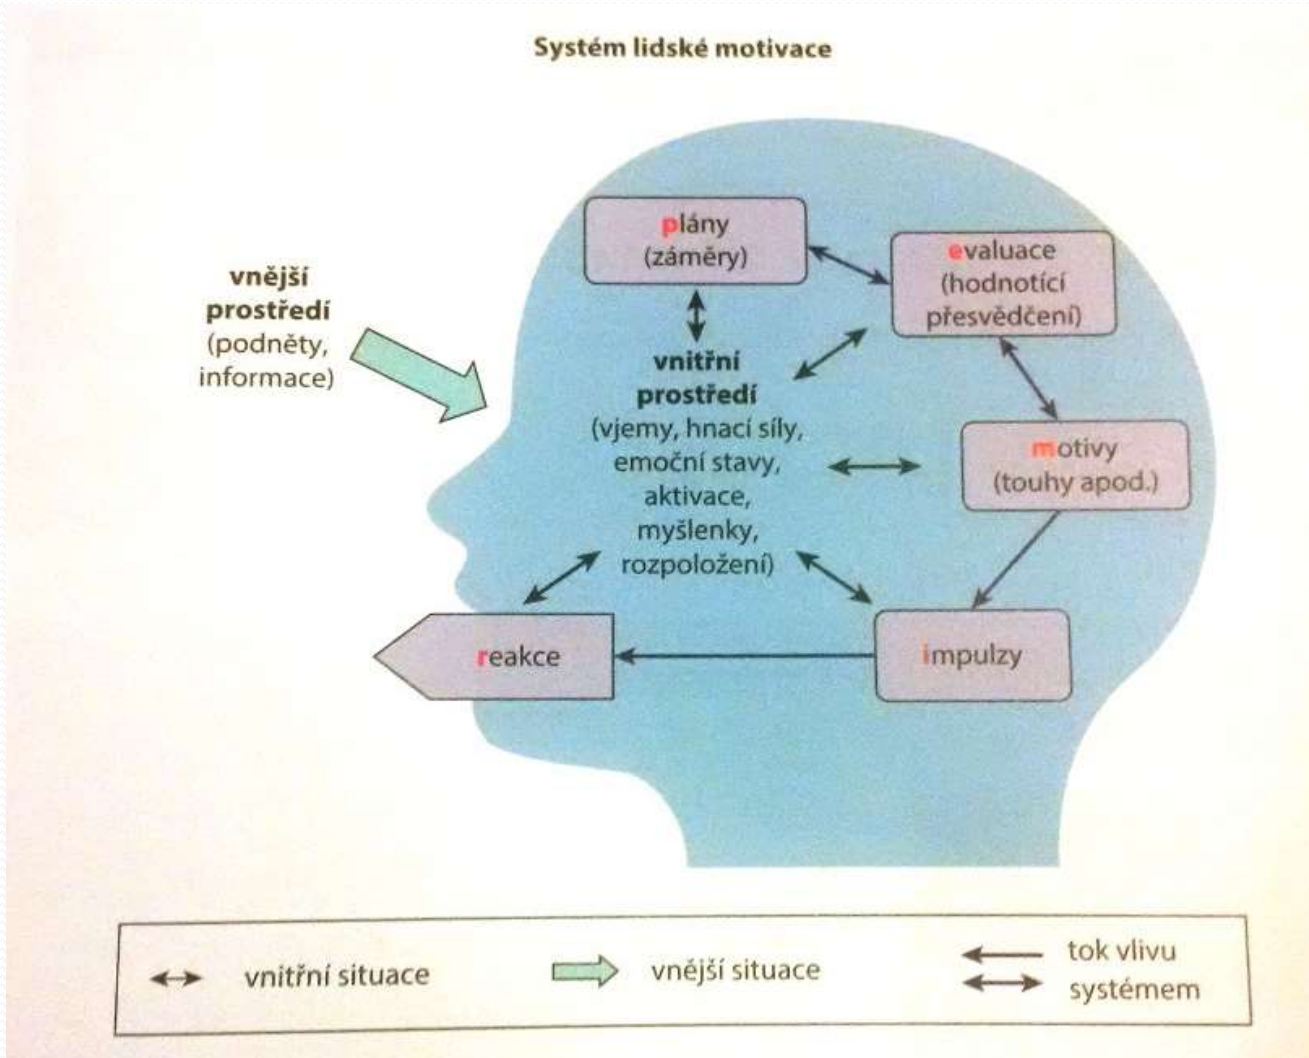 Systém lidské motivace
plány
(záměry)
evaluace
(hodnotící
přesvědčení)
vnější
prostředí
(podněty,
informace)
vnitřní
prostředí
(vjemy, hnací síly,
emoční stavy,
aktivace,
myšlenky,
rozpoložení)
motivy
(touhy apod.)
reakce
impulzy
vnitřní situace
vnější situace
tok vlivu
systémem